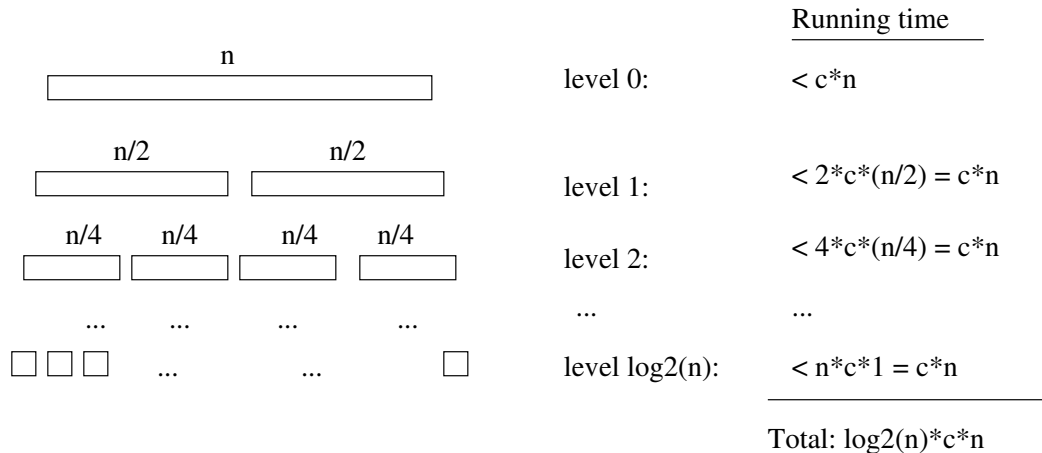 Running time
n
level 0: < c*n
n/2 n/2
level 1: < 2*c*(n/2) = c*n
n/4 n/4 n/4 n/4
level 2: < 4*c*(n/4) = c*n
... ... ... ... ... ...
... ... level log2(n): < n*c*1 = c*n
Total: log2(n)*c*n